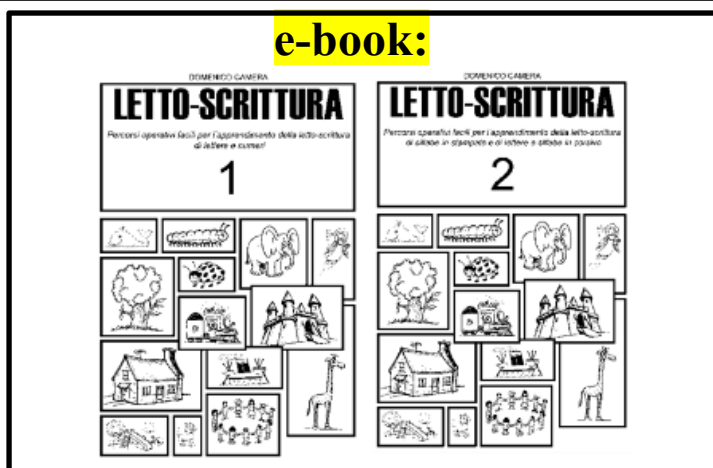 e-book:
DOMENICO CAMERA
LETTO-SCRITTURA
Percorsi operativi facili per l'apprendimento della letto-scrittura
di lettere e numeri
1
DOMENICO CAMERA
LETTO-SCRITTURA
Percorsi operativi facili per l'apprendimento della letto-scrittura
di sillabe in stampato e di lettere e sillabe in corsivo
2